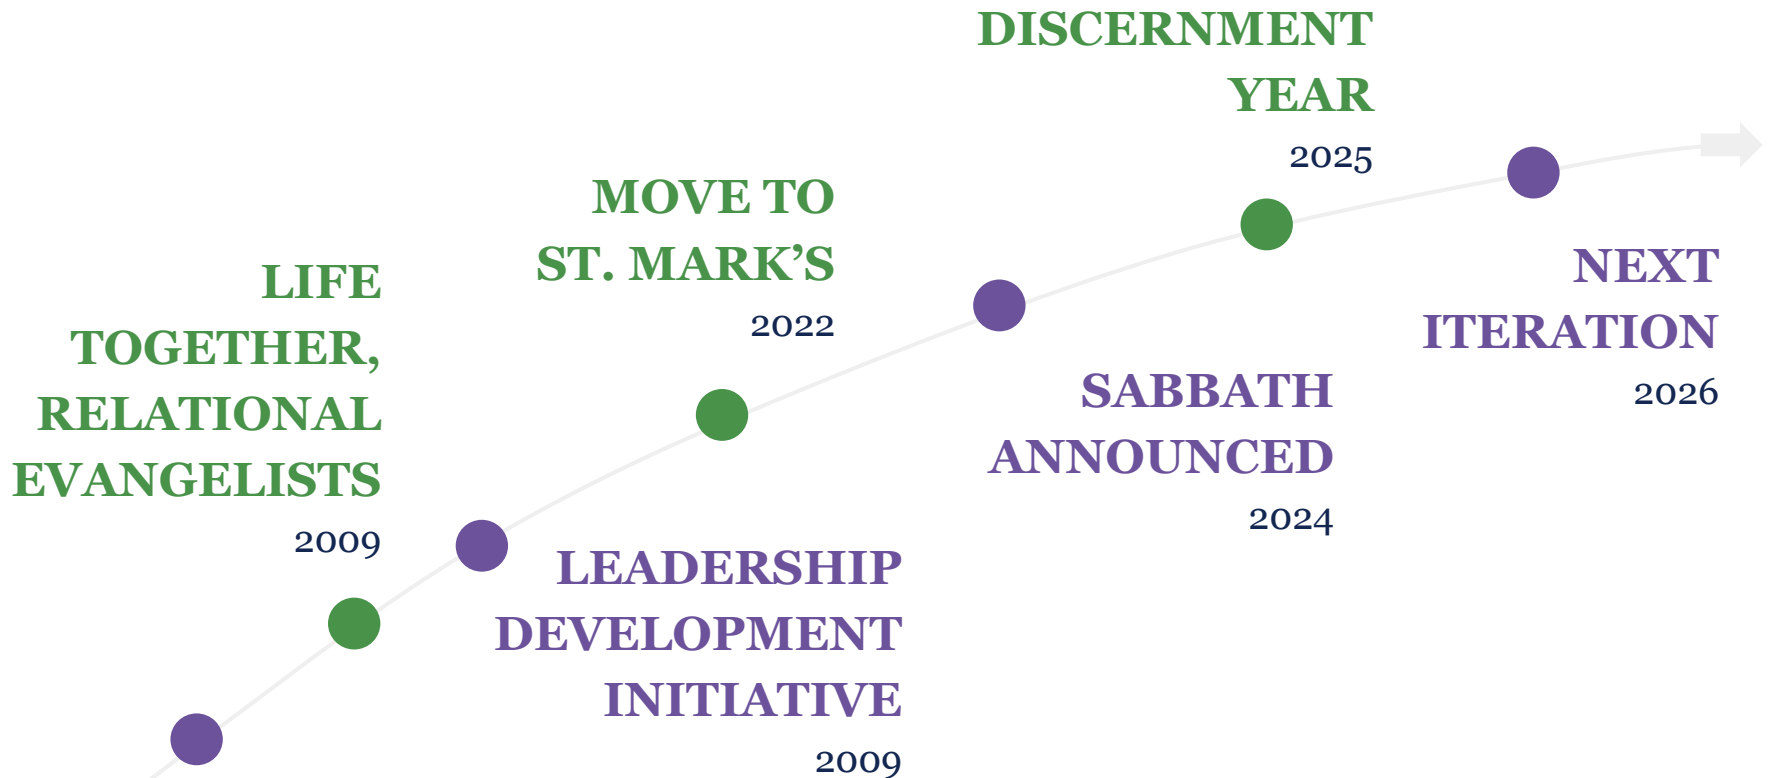 LIFE
TOGETHER,
RELATIONAL
EVANGELISTS
2009
LEADERSHIP
DEVELOPMENT
INITIATIVE
2009
MOVE TO
ST. MARK’S
2022
SABBATH
ANNOUNCED
2024
DISCERNMENT
YEAR
2025
NEXT
ITERATION
2026